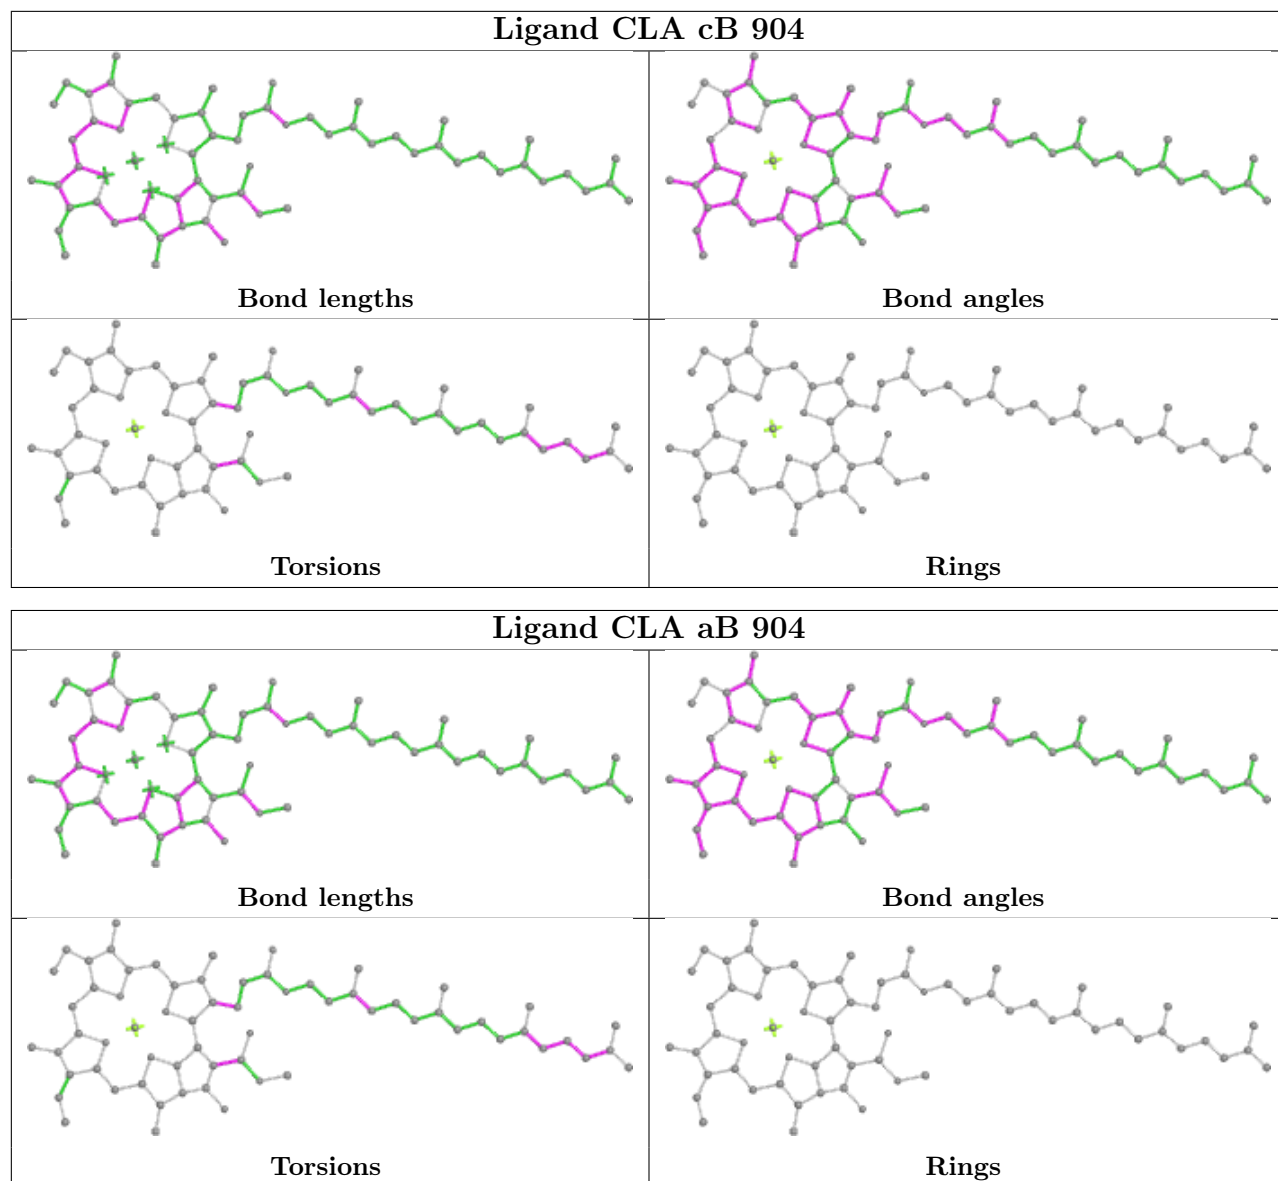 Ligand CLA cB 904
Bond lengths
Bond angles
Torsions
Rings
Ligand CLA aB 904
Bond lengths
Bond angles
Torsions
Rings